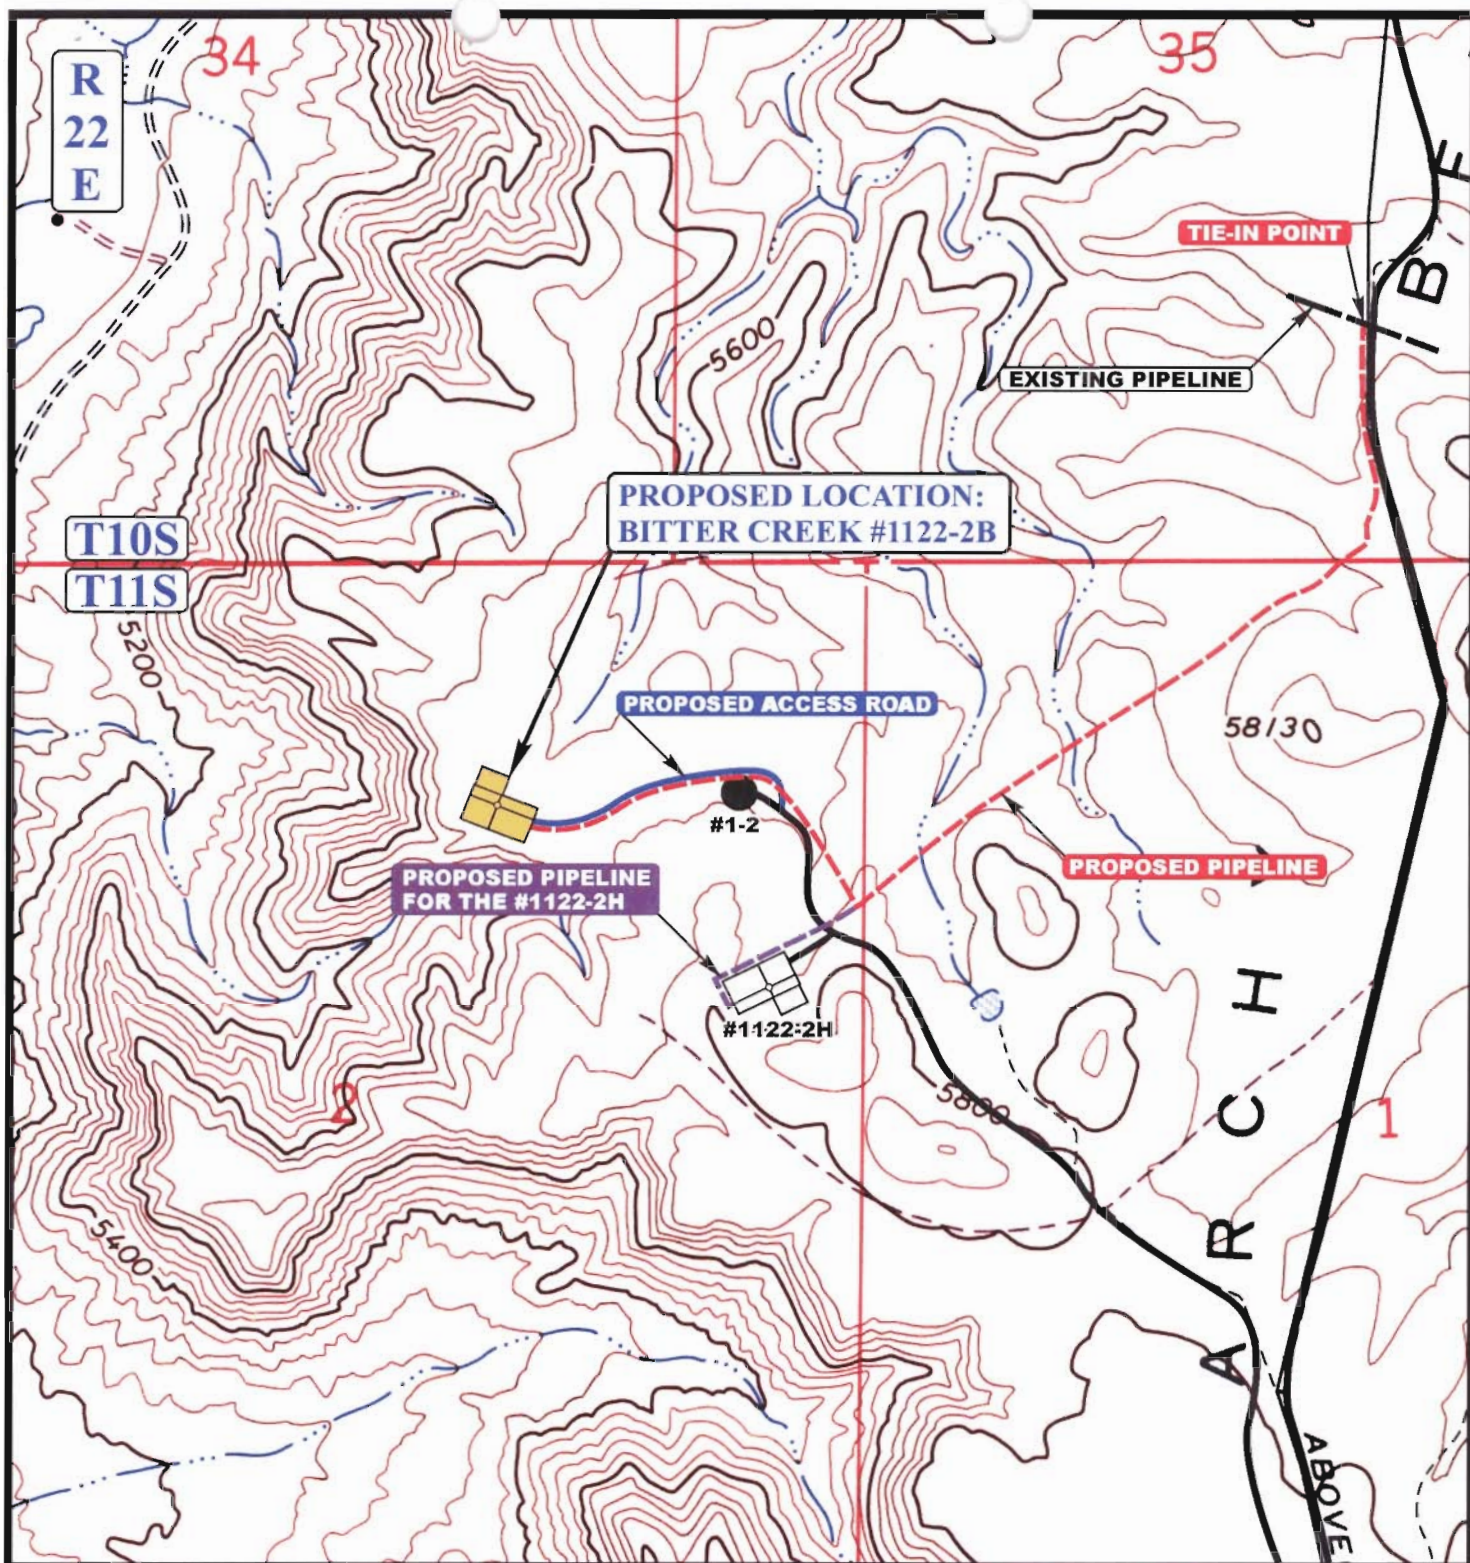 R
22
E
34
35
F
TIE-IN POINT
B
5600
EXISTING PIPELINE
PROPOSED LOCATION:
BITTER CREEK #1122-2B
T10S
T11S
5200
PROPOSED ACCESS ROAD
58130
#1-2
PROPOSED PIPELINE
FOR THE #1122-2H
PROPOSED PIPELINE
#1122-2H
H
5800
C
2
1
R
5400
A
ABOVE